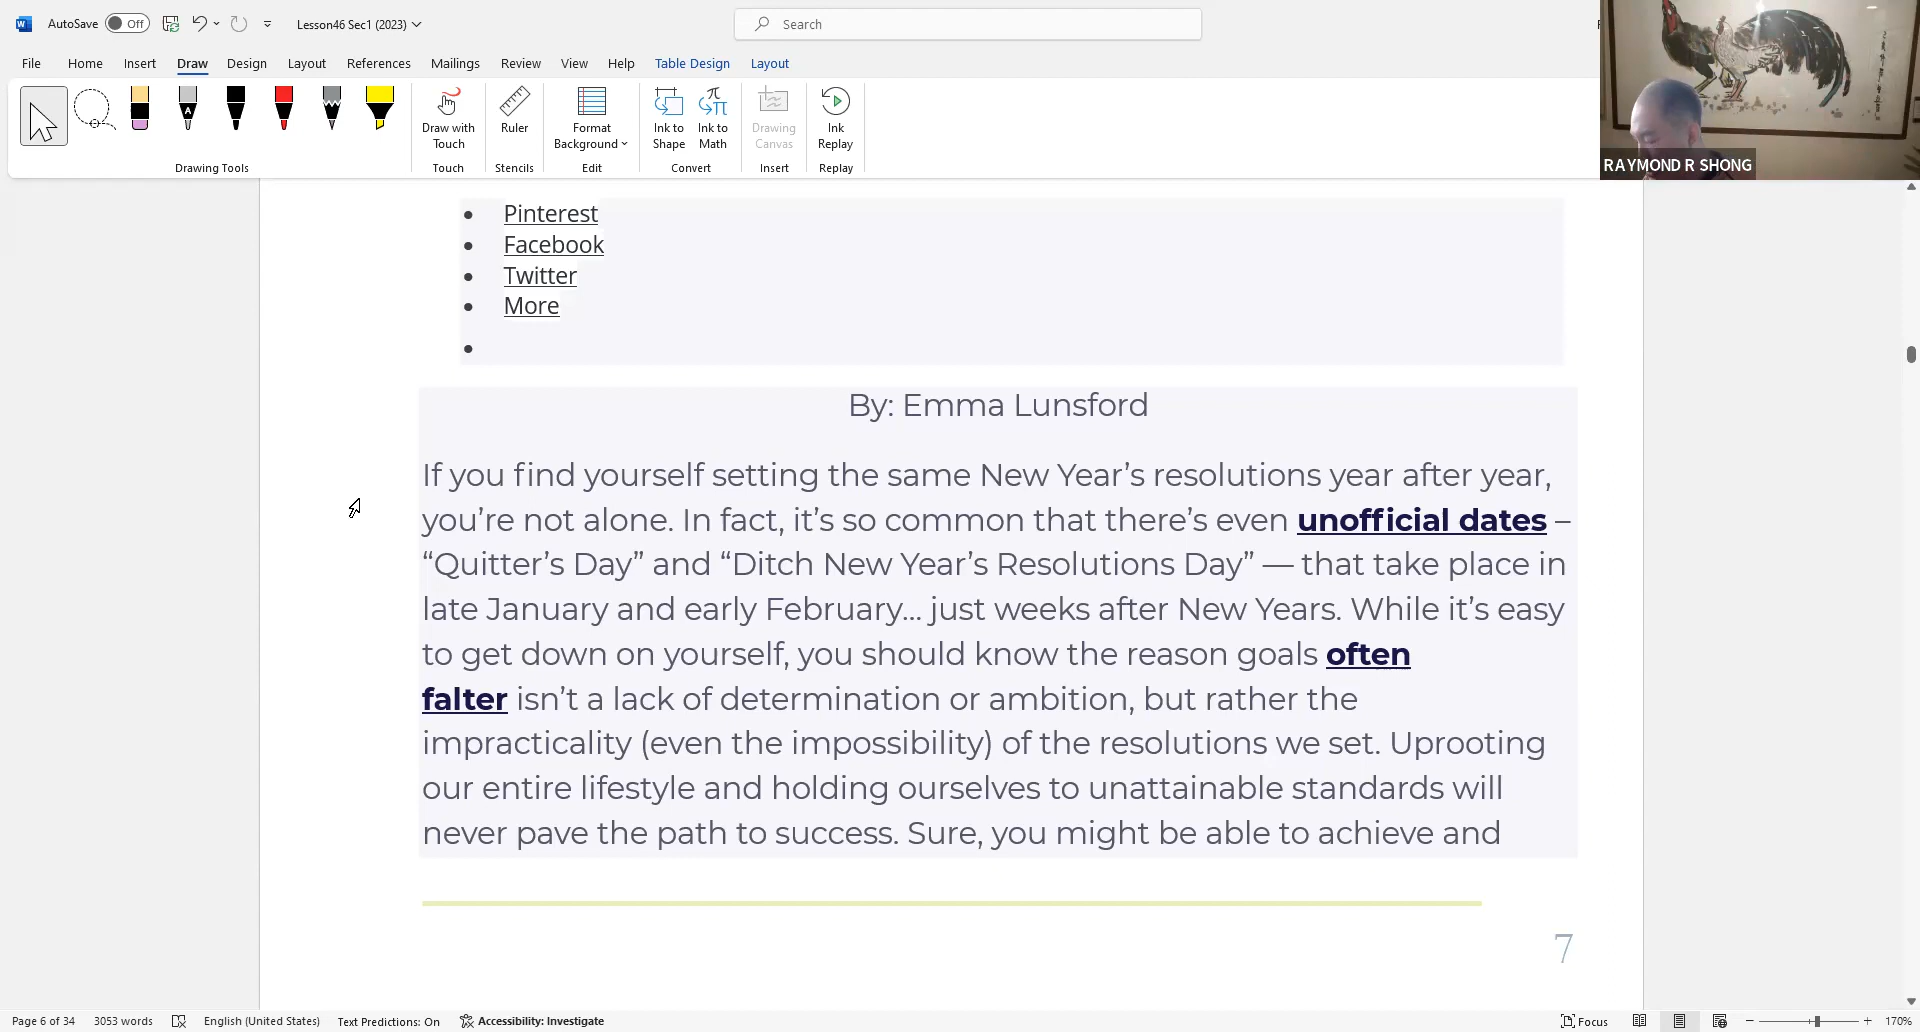 AutoSave Off Lesson46 Sec1 (2023) Search
File Home Insert Draw Design Layout References Mailings Review View Help Table Design Layout
A
Draw with Touch
Ruler
Format Background
Ink to Shape
Ink to Math
Drawing Canvas
Ink Replay
Drawing Tools Touch Stencils Edit Convert Insert Replay
RAYMOND R SHONG
Pinterest
Facebook
Twitter
More
By: Emma Lunsford
If you find yourself setting the same New Year’s resolutions year after year,
you’re not alone. In fact, it’s so common that there’s even unofficial dates –
“Quitter’s Day” and “Ditch New Year’s Resolutions Day” — that take place in
late January and early February... just weeks after New Years. While it’s easy
to get down on yourself, you should know the reason goals often
falter isn’t a lack of determination or ambition, but rather the
impracticality (even the impossibility) of the resolutions we set. Uprooting
our entire lifestyle and holding ourselves to unattainable standards will
never pave the path to success. Sure, you might be able to achieve and
7
Page 6 of 34 3053 words English (United States) Text Predictions: On Accessibility: Investigate Focus 170%